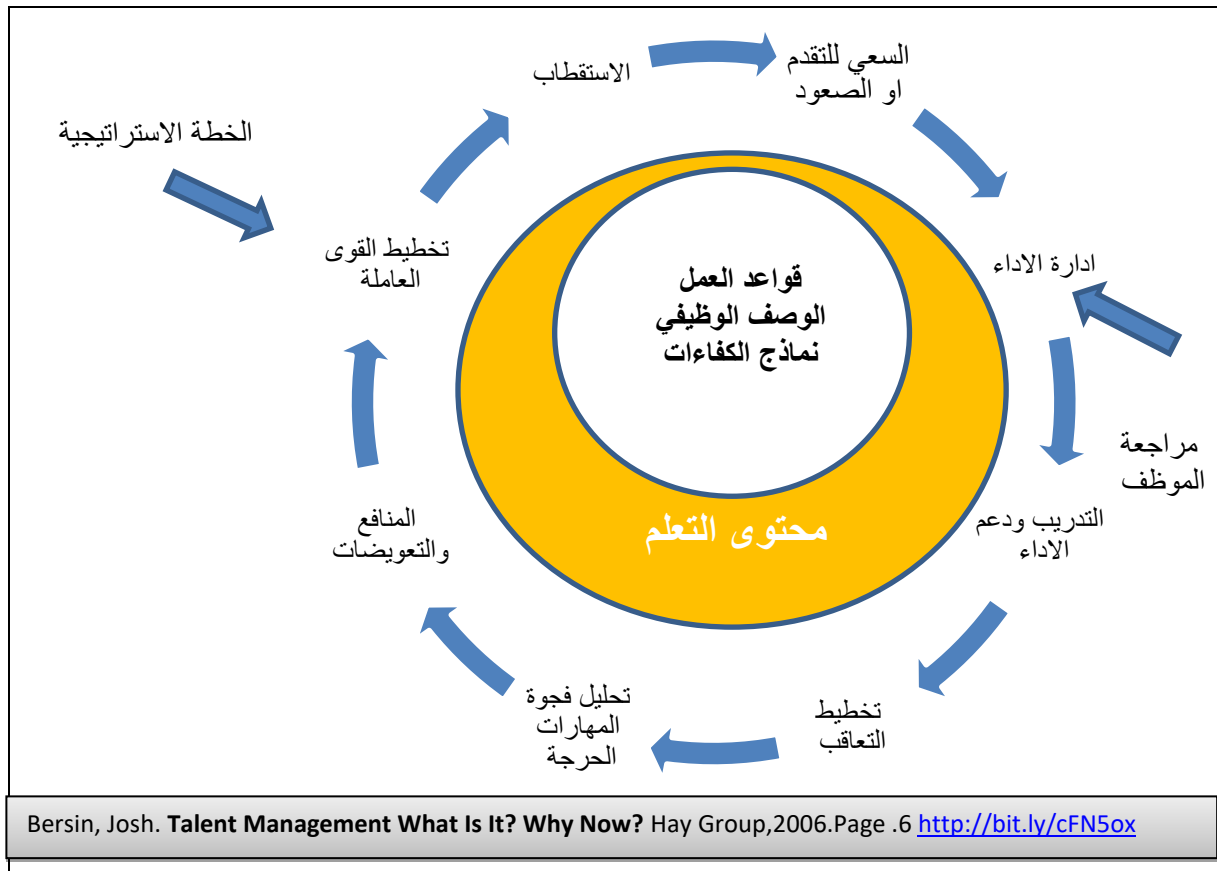 السعي للتقدم
او الصعود
الاستقطاب
الخطة الاستراتيجية
تخطيط القوى
العاملة
ادارة الاداء
قواعد العمل
الوصف الوظيفي
نماذج الكفاءات
مراجعة
الموظف
التدريب ودعم
الاداء
محتوى التعلم
المنافع
والتعويضات
تخطيط
التعاقب
تحليل فجوة
المهارات
الحرجة
Bersin, Josh. Talent Management What Is It? Why Now? Hay Group,2006.Page .6 http://bit.ly/cFN5ox